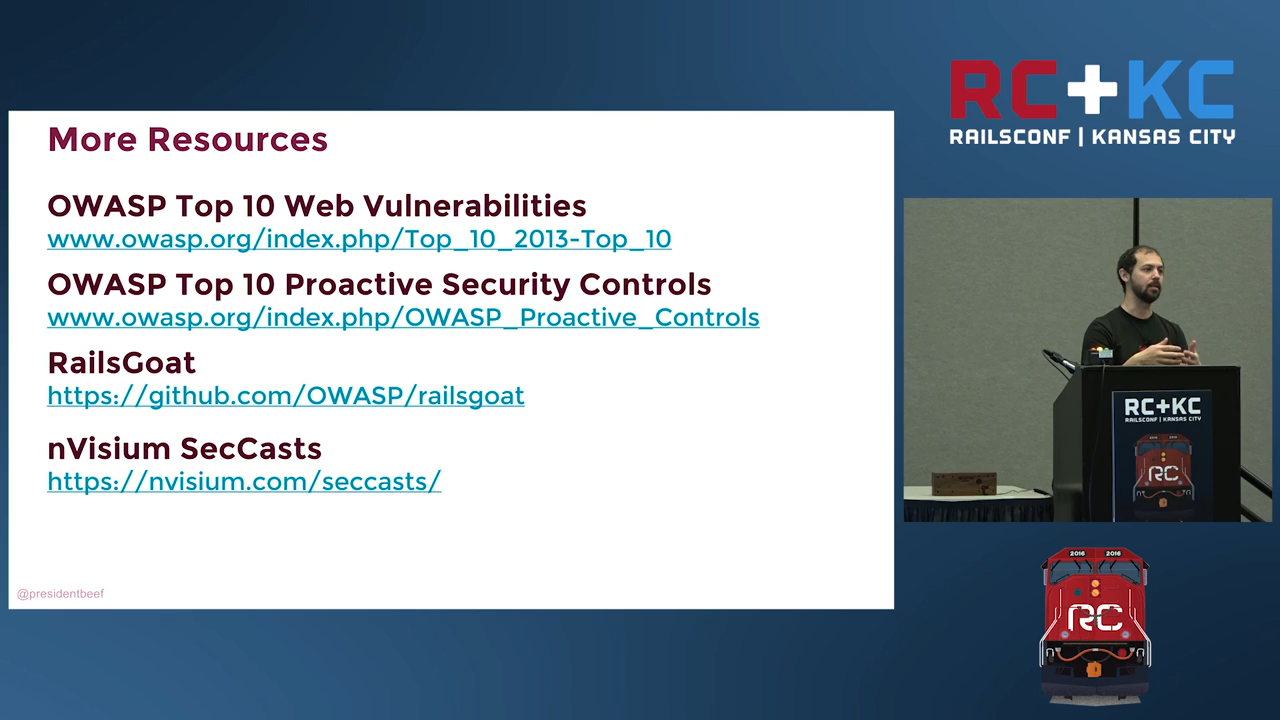 More Resources
OWASP Top 10 Web Vulnerabilities
www.owasp.org/index.php/Top_10_2013-Top_10
OWASP Top 10 Proactive Security Controls
www.owasp.org/index.php/OWASP_Proactive_Controls
RailsGoat
https://github.com/OWASP/railsgoat
nVisium SecCasts
https://nvisium.com/seccasts/
@presidentbeef
RC+KC
RAILSCONF | KANSAS CITY
RC+KC
RAILSCONF | KANSAS CITY
RC
2016 2016
RC